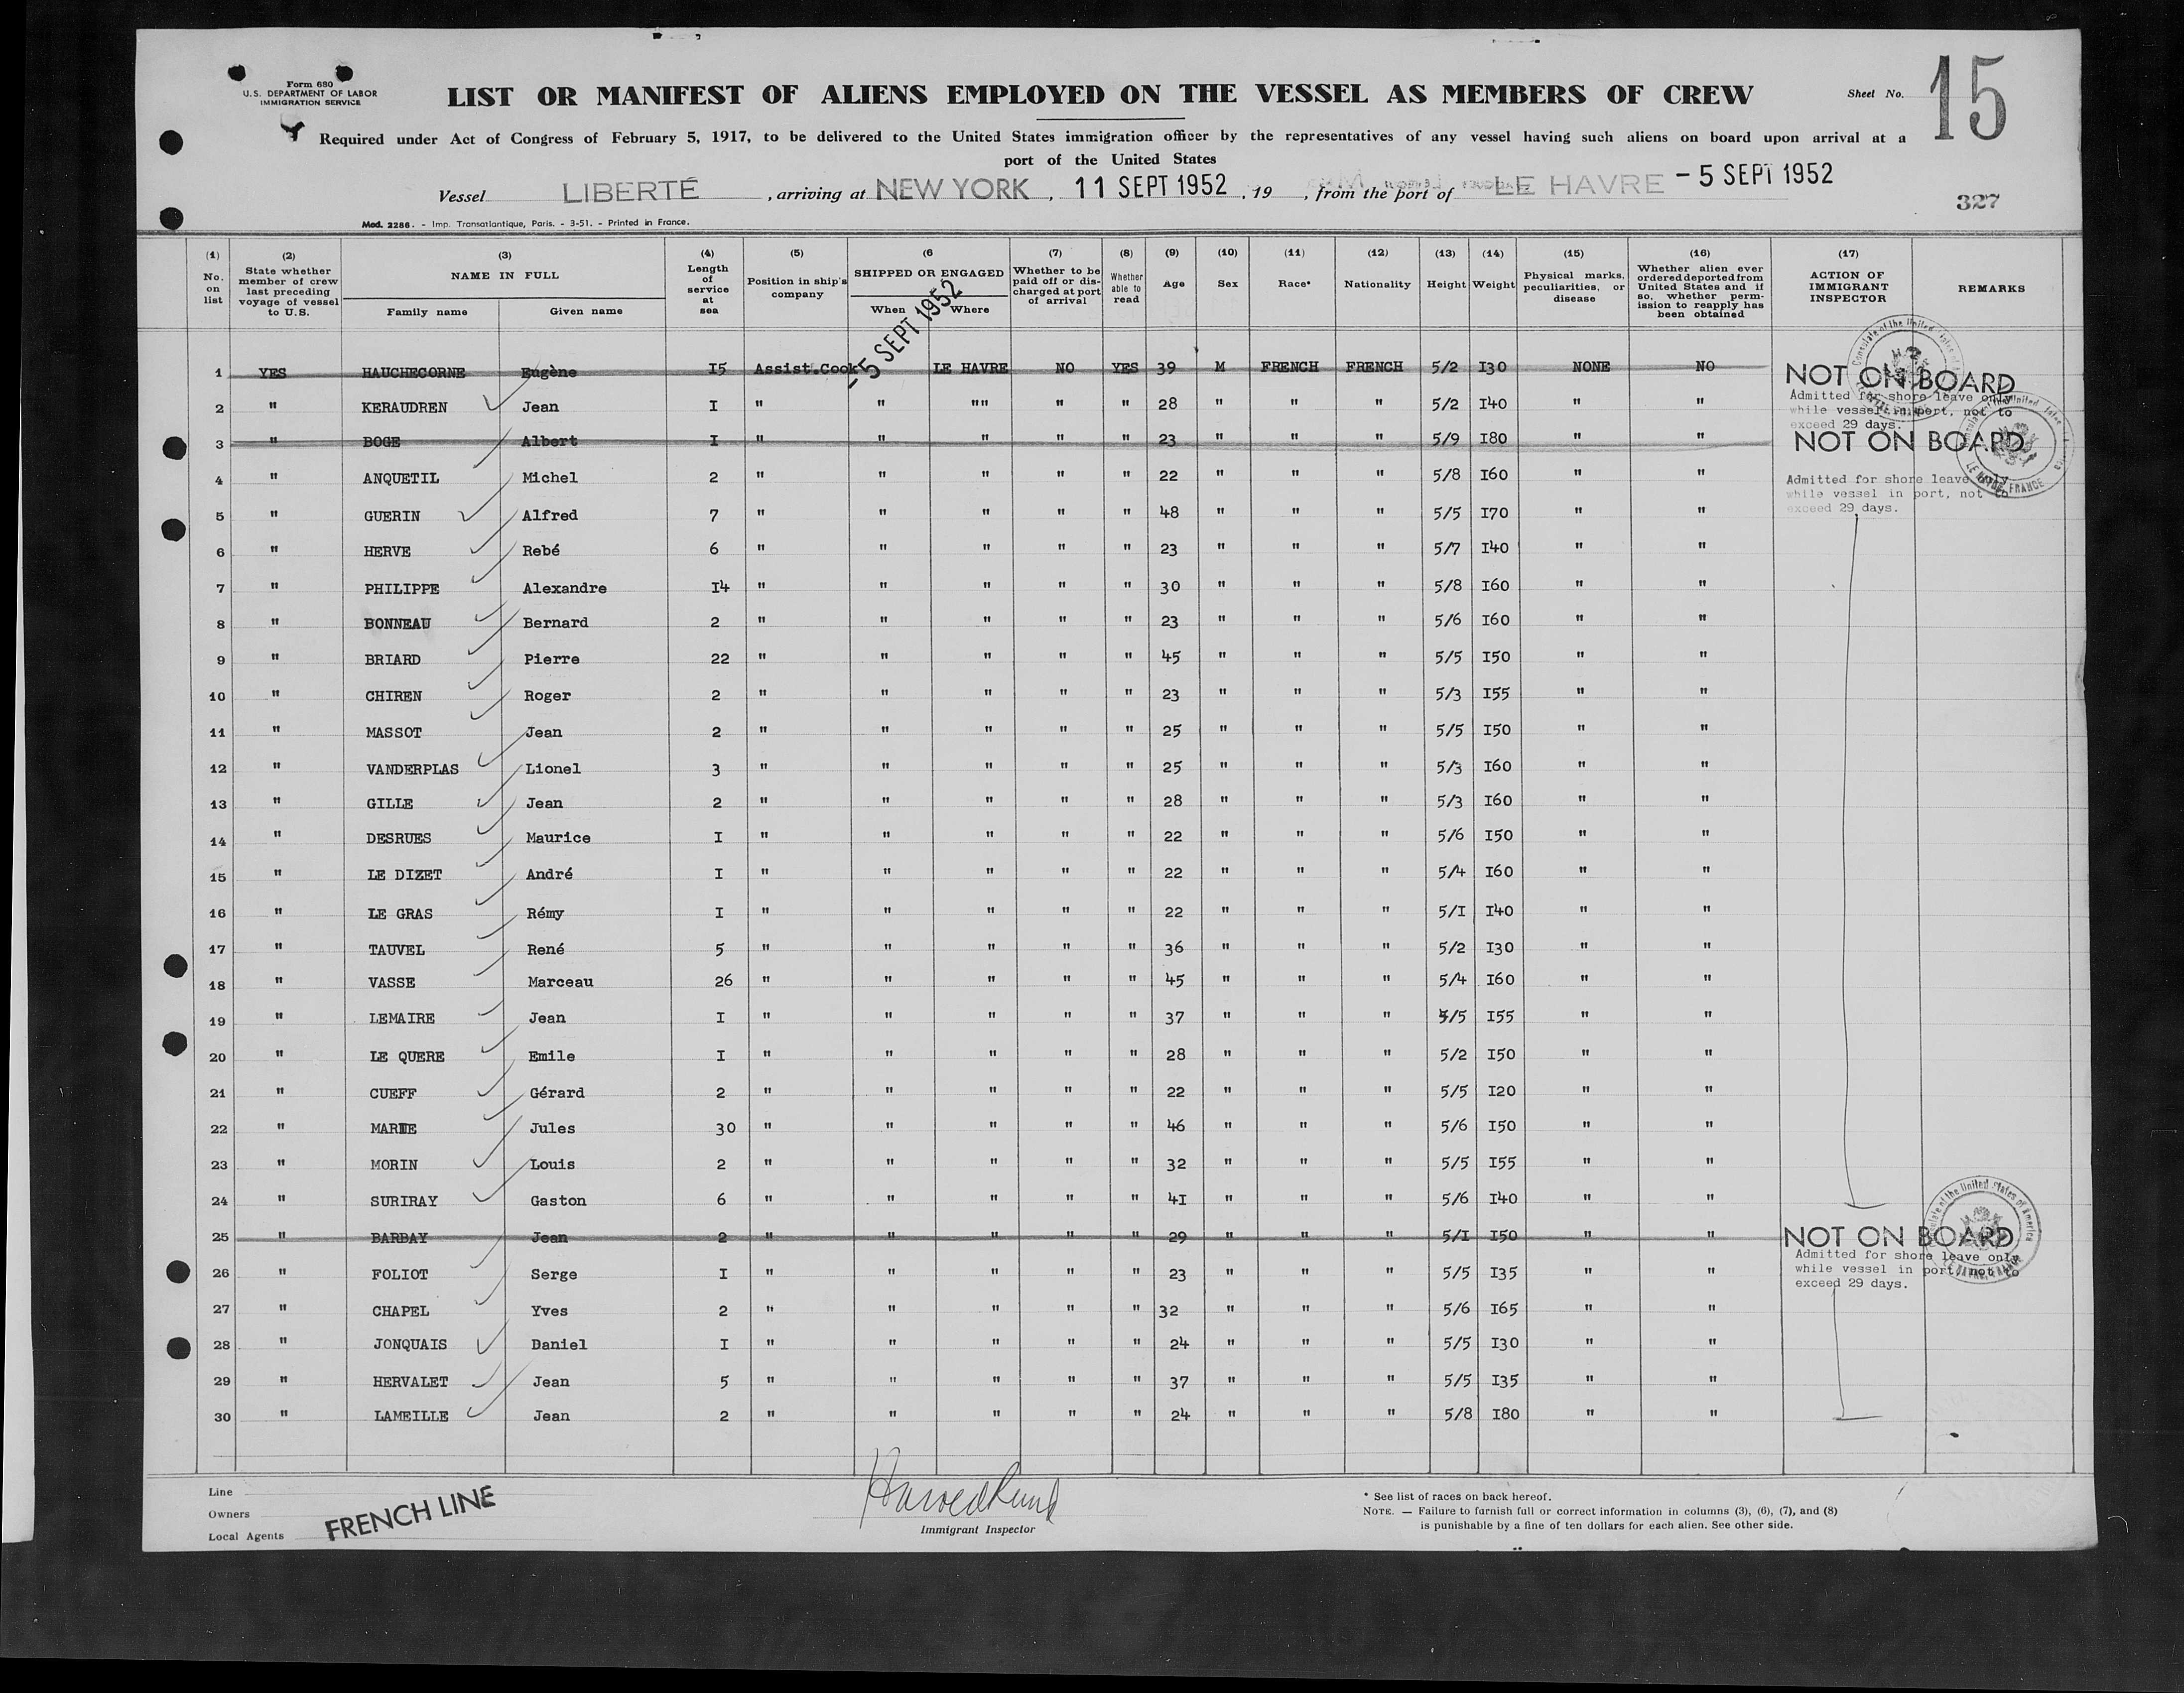 Form 680
U.S. DEPARTMENT OF LABOR
IMMIGRATION SERVICE
LIST OR MANIFEST OF ALIENS EMPLOYED ON THE VESSEL AS MEMBERS OF CREW
Sheet No. 15
Required under Act of Congress of February 5, 1917, to be delivered to the United States immigration officer by the representatives of any vessel having such aliens on board upon arrival at a
port of the United States
Vessel LIBERTÉ , arriving at NEW YORK , 11 SEPT 1952 , 19 , from the port of LE HAVRE - 5 SEPT 1952
327
Mod. 2286. - Imp. Transatlantique, Paris. - 3-51. - Printed in France.
(1) No. on list (2) State whether member of crew last preceding voyage of vessel to U.S. (3) NAME IN FULL Family name Given name (4) Length of service at sea (5) Position in ship's company (6 SHIPPED OR ENGAGED When Where (7) Whether to be paid off or discharged at port of arrival (8) Whether able to read (9) Age (10) Sex (11) Race* (12) Nationality (13) Height (14) Weight (15) Physical marks, peculiarities, or disease (16) Whether alien ever ordered deported from United States and if so, whether permission to reapply has been obtained (17) ACTION OF IMMIGRANT INSPECTOR REMARKS
- 5 SEPT 1952
1 YES HAUCHECORNE Eugène I5 Assist.Cook LE HAVRE NO YES 39 M FRENCH FRENCH 5/2 I30 NONE NO NOT ON BOARD
2 " KERAUDREN Jean I " " "" " " 28 " " " 5/2 I40 " " Admitted for shore leave only while vessel in port, not to exceed 29 days.
3 " BOGE Albert I " " " " " 23 " " " 5/9 I80 " " NOT ON BOARD
4 " ANQUETIL Michel 2 " " " " " 22 " " " 5/8 I60 " " Admitted for shore leave only while vessel in port, not to exceed 29 days.
5 " GUERIN Alfred 7 " " " " " 48 " " " 5/5 I70 " "
6 " HERVE Rebé 6 " " " " " 23 " " " 5/7 I40 " "
7 " PHILIPPE Alexandre I4 " " " " " 30 " " " 5/8 I60 " "
8 " BONNEAU Bernard 2 " " " " " 23 " " " 5/6 I60 " "
9 " BRIARD Pierre 22 " " " " " 45 " " " 5/5 I50 " "
10 " CHIREN Roger 2 " " " " " 23 " " " 5/3 I55 " "
11 " MASSOT Jean 2 " " " " " 25 " " " 5/5 I50 " "
12 " VANDERPLAS Lionel 3 " " " " " 25 " " " 5/3 I60 " "
13 " GILLE Jean 2 " " " " " 28 " " " 5/3 I60 " "
14 " DESRUES Maurice I " " " " " 22 " " " 5/6 I50 " "
15 " LE DIZET André I " " " " " 22 " " " 5/4 I60 " "
16 " LE GRAS Rémy I " " " " " 22 " " " 5/I I40 " "
17 " TAUVEL René 5 " " " " " 36 " " " 5/2 I30 " "
18 " VASSE Marceau 26 " " " " " 45 " " " 5/4 I60 " "
19 " LEMAIRE Jean I " " " " " 37 " " " 5/5 I55 " "
20 " LE QUERE Emile I " " " " " 28 " " " 5/2 I50 " "
21 " CUEFF Gérard 2 " " " " " 22 " " " 5/5 I20 " "
22 " Jules 30 " " " " " 46 " " " 5/6 I50 " "
23 " MORIN Louis 2 " " " " " 32 " " " 5/5 I55 " "
24 " SURIRAY Gaston 6 " " " " " 4I " " " 5/6 I40 " "
25 " BARBAY Jean 2 " " " " " 29 " " " 5/I I50 " " NOT ON BOARD
26 " FOLIOT Serge I " " " " " 23 " " " 5/5 I35 " " Admitted for shore leave only while vessel in port, not to exceed 29 days.
27 " CHAPEL Yves 2 " " " " " 32 " " " 5/6 I65 " "
28 " JONQUAIS Daniel I " " " " " 24 " " " 5/5 I30 " "
29 " HERVALET Jean 5 " " " " " 37 " " " 5/5 I35 " "
30 " LAMEILLE Jean 2 " " " " " 24 " " " 5/8 I80 " "
Line
Owners
Local Agents
FRENCH LINE
Immigrant Inspector
* See list of races on back hereof.
NOTE. — Failure to furnish full or correct information in columns (3), (6), (7), and (8)
is punishable by a fine of ten dollars for each alien. See other side.